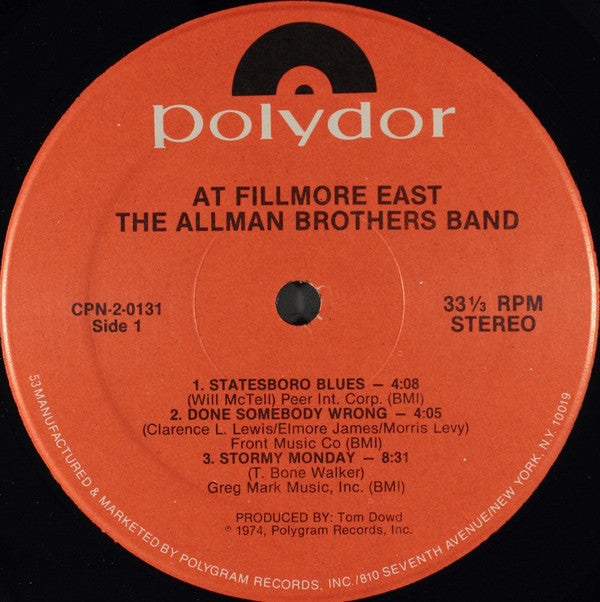 polydor
AT FILLMORE EAST
THE ALLMAN BROTHERS BAND
CPN-2-0131
Side 1
33⅓ RPM
STEREO
1. STATESBORO BLUES — 4:08
(Will McTell) Peer Int. Corp. (BMI)
2. DONE SOMEBODY WRONG — 4:05
(Clarence L. Lewis/Elmore James/Morris Levy)
Front Music Co (BMI)
3. STORMY MONDAY — 8:31
(T. Bone Walker)
Greg Mark Music, Inc. (BMI)
PRODUCED BY: Tom Dowd
℗ 1974, Polygram Records, Inc.
53 MANUFACTURED & MARKETED BY POLYGRAM RECORDS, INC./810 SEVENTH AVENUE/NEW YORK. N.Y. 10019